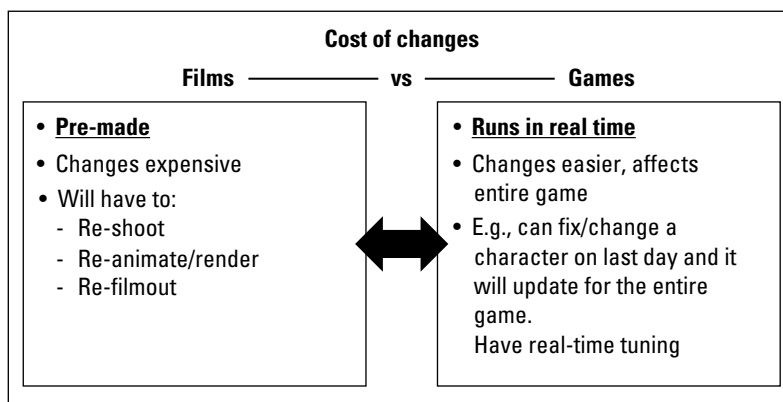 Cost of changes
Films vs Games
• Pre-made
• Changes expensive
• Will have to:
- Re-shoot
- Re-animate/render
- Re-filmout
• Runs in real time
• Changes easier, affects
entire game
• E.g., can fix/change a
character on last day and it
will update for the entire
game.
Have real-time tuning